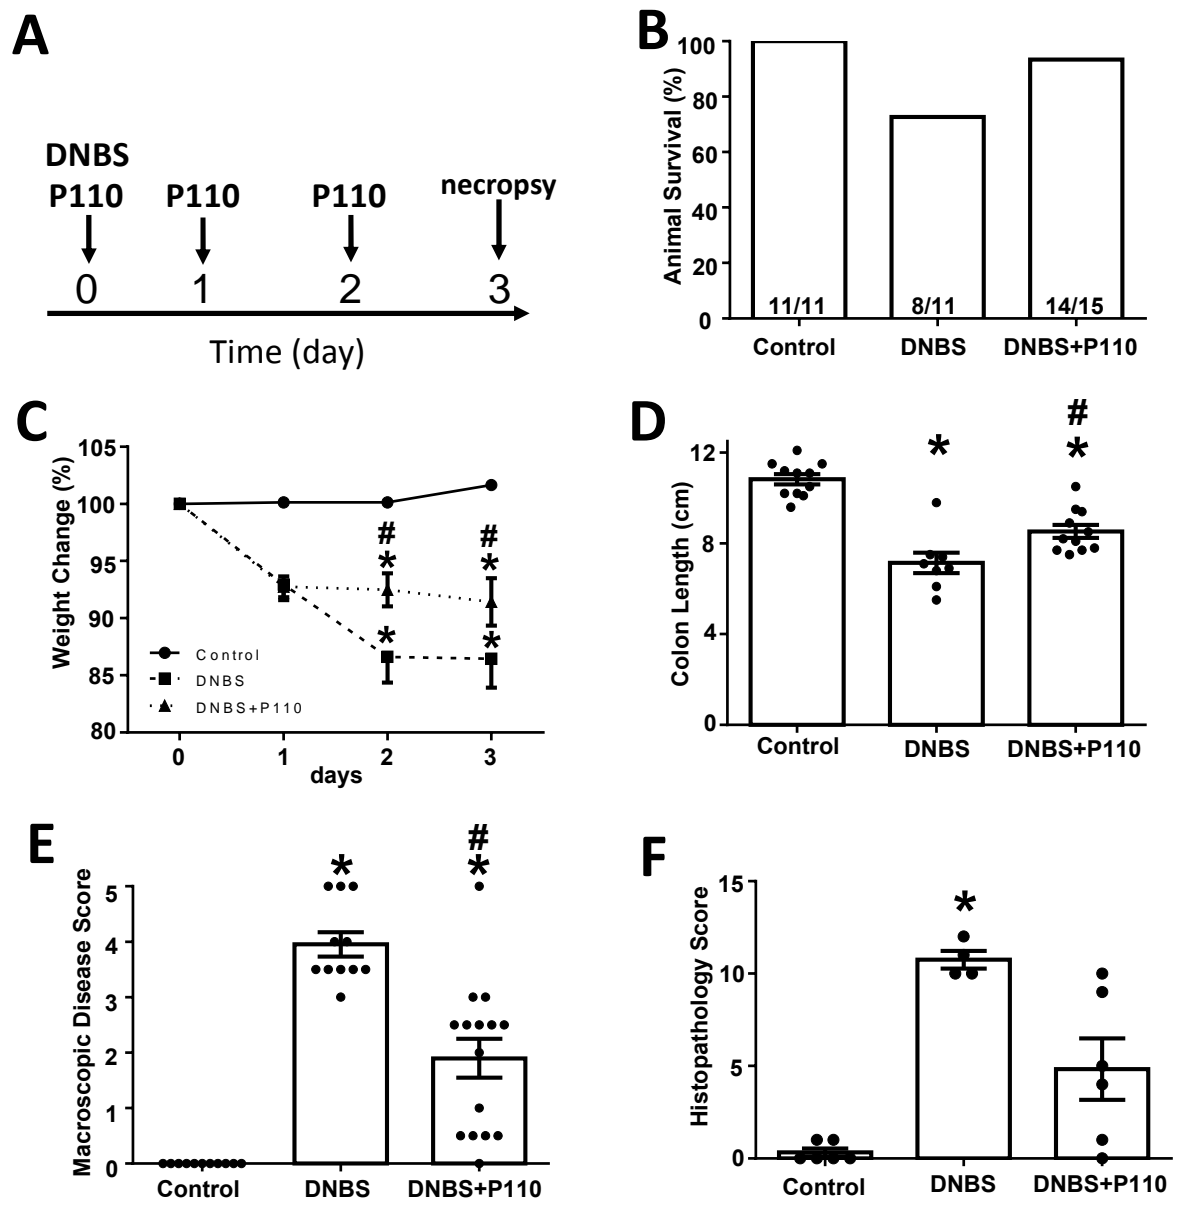 A
DNBS
P110 P110 P110 necropsy
0 1 2 3
Time (day)
B
Animal Survival (%)
100
80
60
40
20
0
11/11 8/11 14/15
Control DNBS DNBS+P110
C
Weight Change (%)
105
100
95
90
85
80
# #
* *
* *
Control
DNBS
DNBS+P110
0 1 2 3
days
D
Colon Length (cm)
12
8
4
0
#
* *
Control DNBS DNBS+P110
E
Macroscopic Disease Score
5
4
3
2
1
0
#
* *
Control DNBS DNBS+P110
F
Histopathology Score
15
10
5
0
*
Control DNBS DNBS+P110